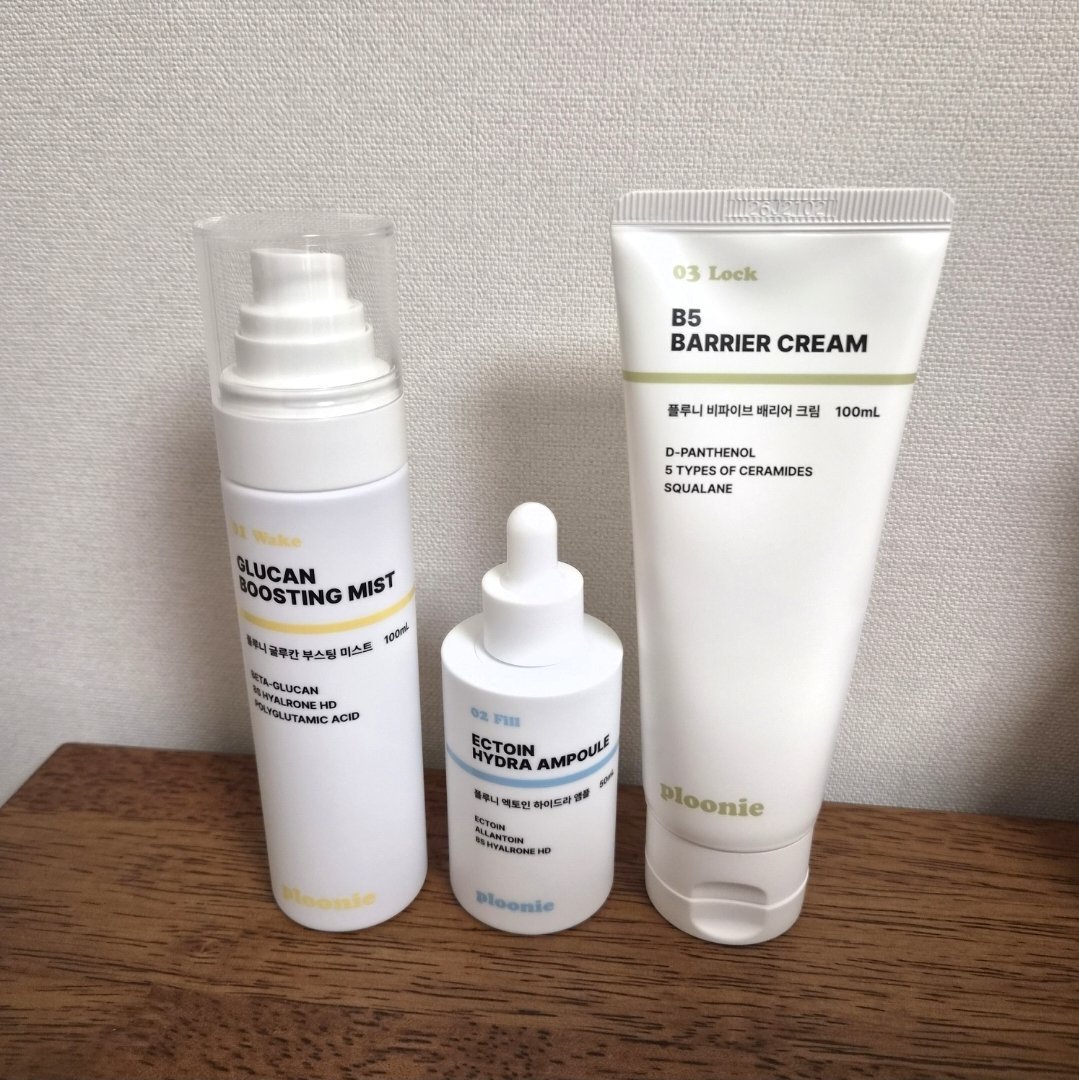 01 Wake
GLUCAN
BOOSTING MIST
플루니 글루칸 부스팅 미스트 100mL
BETA-GLUCAN
B5 HYALRONE HD
POLYGLUTAMIC ACID
ploonie
02 Fill
ECTOIN
HYDRA AMPOULE
플루니 엑토인 하이드라 앰플 50mL
ECTOIN
ALLANTOIN
B5 HYALRONE HD
ploonie
03 Lock
B5
BARRIER CREAM
플루니 비파이브 배리어 크림 100mL
D-PANTHENOL
5 TYPES OF CERAMIDES
SQUALANE
ploonie